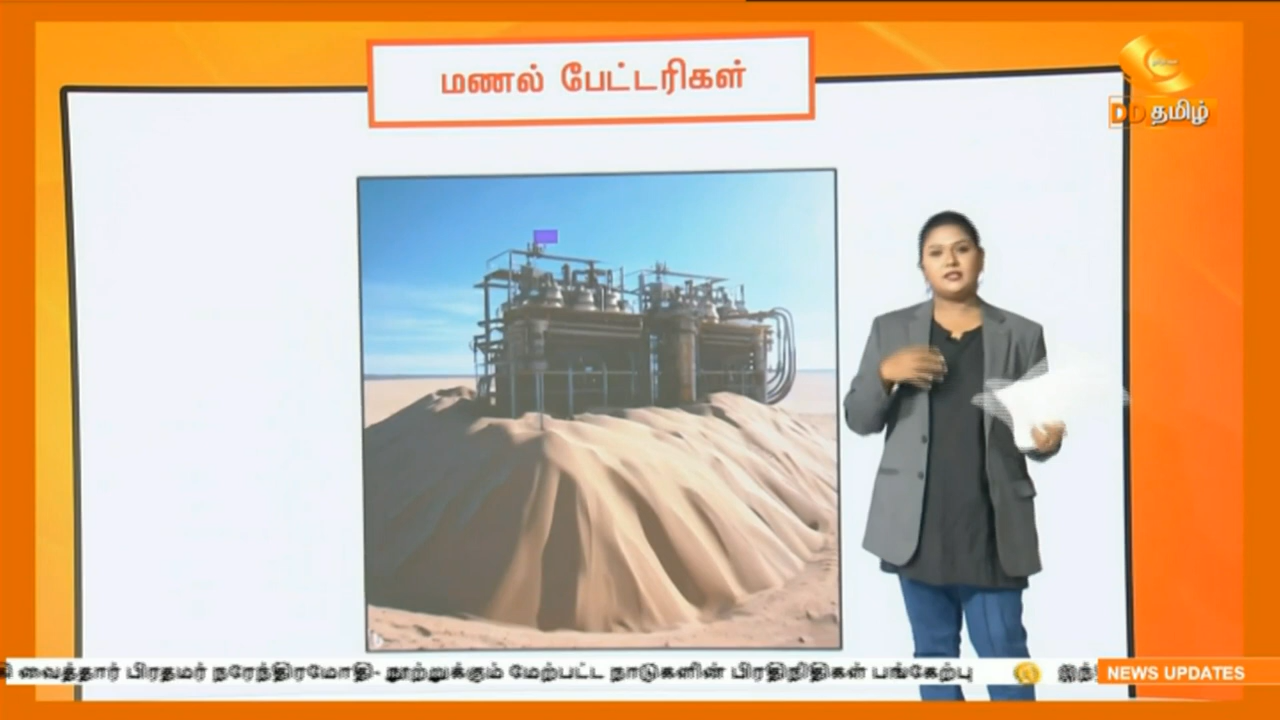 மணல் பேட்டரிகள்
DD தமிழ்
வைத்தார் பிரதமர் நரேந்திரமோதி- நூற்றுக்கும் மேற்பட்ட நாடுகளின் பிரதிநிதிகள் பங்கேற்பு
NEWS UPDATES